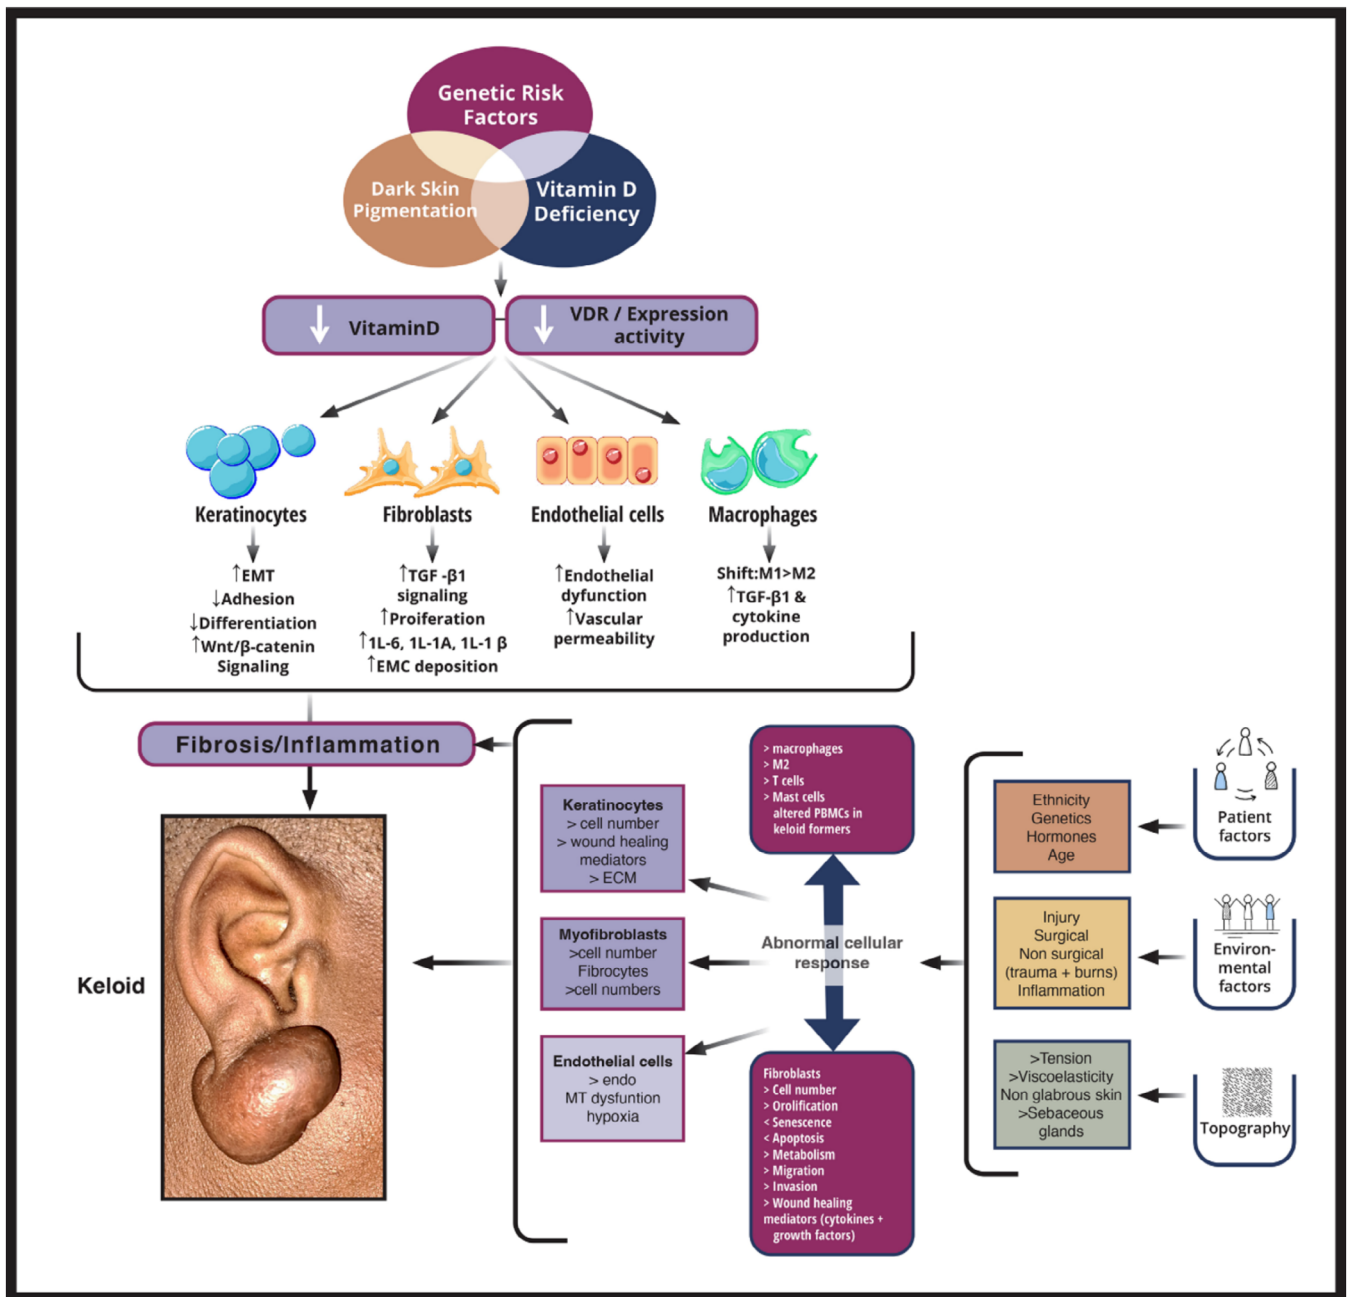 Genetic Risk
Factors
Dark Skin
Pigmentation
Vitamin D
Deficiency
↓ VitaminD
↓ VDR / Expression
activity
Keratinocytes
↑EMT
↓Adhesion
↓Differentiation
↑Wnt/β-catenin
Signaling
Fibroblasts
↑TGF -β1
signaling
↑Proiferation
↑1L-6, 1L-1A, 1L-1 β
↑EMC deposition
Endothelial cells
↑Endothelial
dyfunction
↑Vascular
permeability
Macrophages
Shift:M1>M2
↑TGF-β1 &
cytokine
production
Fibrosis/Inflammation
Keloid
Keratinocytes
> cell number
> wound healing
mediators
> ECM
Myofibroblasts
>cell number
Fibrocytes
>cell numbers
Endothelial cells
> endo
MT dysfuntion
hypoxia
> macrophages
> M2
> T cells
> Mast cells
altered PBMCs in
keloid formers
Abnormal cellular
response
Fibroblasts
> Cell number
> Orolification
< Senescence
< Apoptosis
> Metabolism
> Migration
> Invasion
> Wound healing
mediators (cytokines +
growth factors)
Ethnicity
Genetics
Hormones
Age
Injury
Surgical
Non surgical
(trauma + burns)
Inflammation
>Tension
>Viscoelasticity
Non glabrous skin
>Sebaceous
glands
Patient
factors
Environ-
mental
factors
Topography